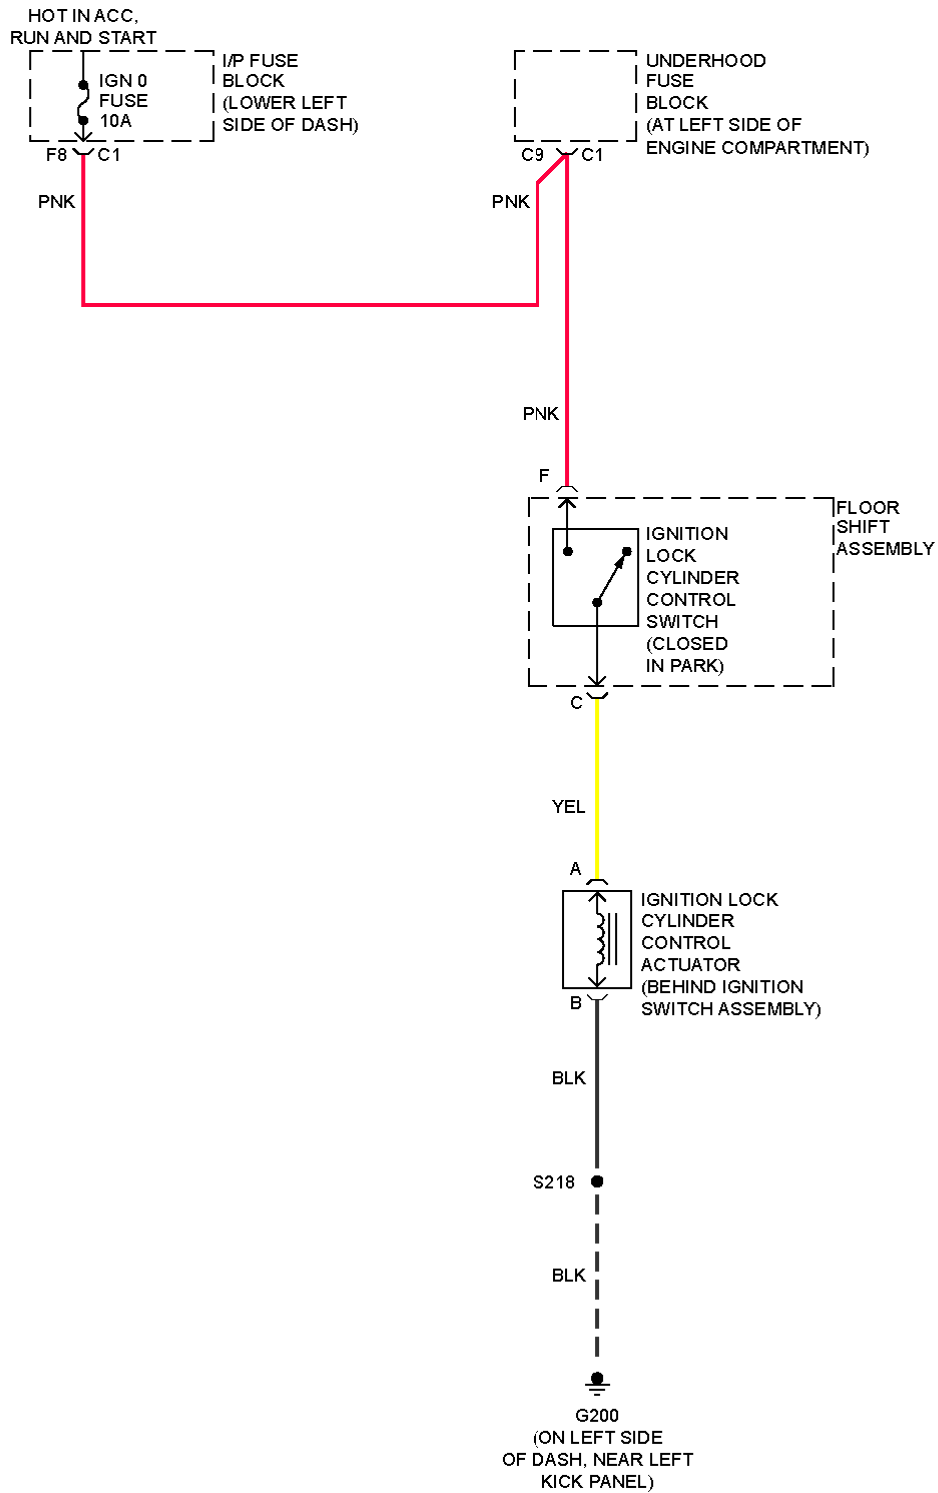 HOT IN ACC,
RUN AND START
I/P FUSE
BLOCK
(LOWER LEFT
SIDE OF DASH)
IGN 0
FUSE
10A
F8
C1
UNDERHOOD
FUSE
BLOCK
(AT LEFT SIDE OF
ENGINE COMPARTMENT)
C9
C1
PNK
PNK
PNK
F
FLOOR
SHIFT
ASSEMBLY
IGNITION
LOCK
CYLINDER
CONTROL
SWITCH
(CLOSED
IN PARK)
C
YEL
A
IGNITION LOCK
CYLINDER
CONTROL
ACTUATOR
(BEHIND IGNITION
SWITCH ASSEMBLY)
B
BLK
S218
BLK
G200
(ON LEFT SIDE
OF DASH, NEAR LEFT
KICK PANEL)